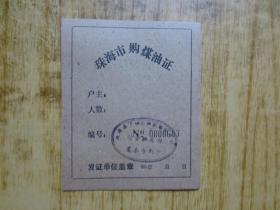 珠海市购煤油证
户主：
人数：
编号：
№ 0000603
发证单位盖章　　年　月　日